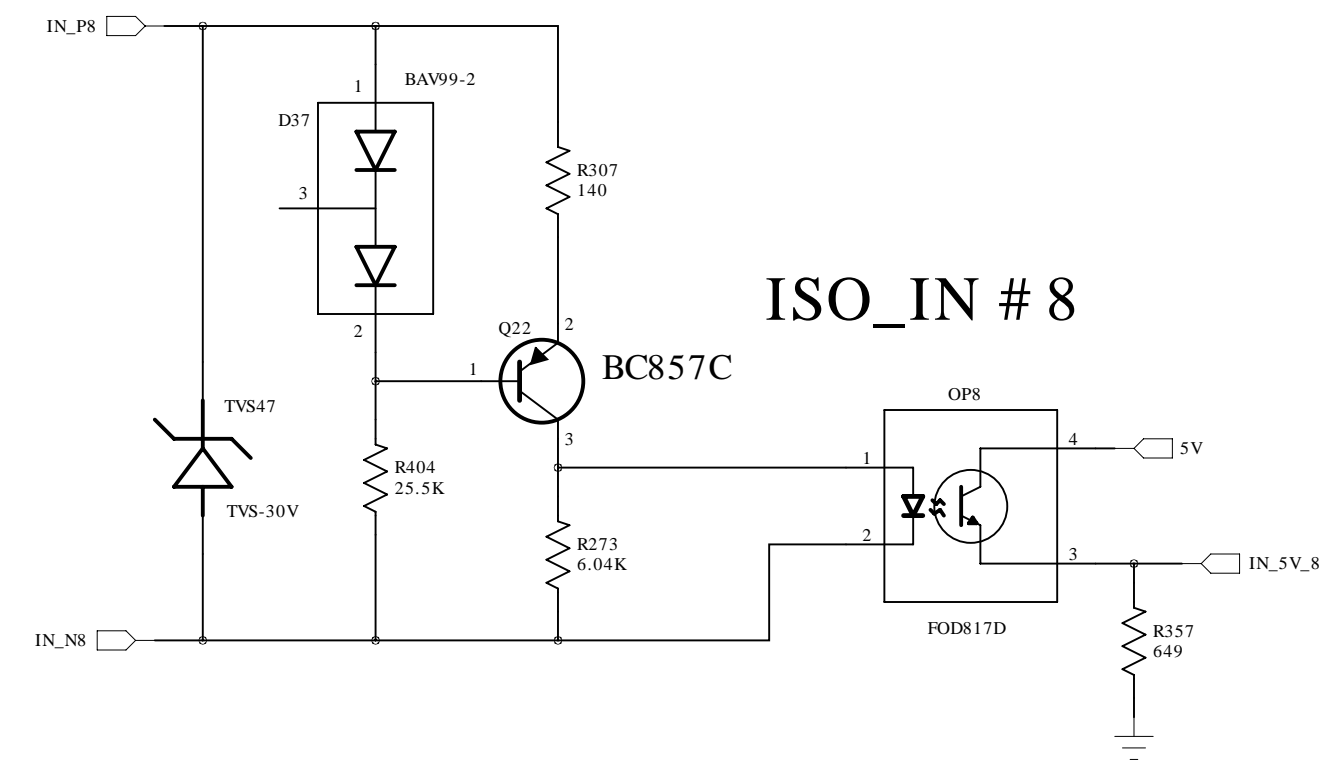 IN_P8
BAV99-2
1
D37
3
2
R307
140
ISO_IN # 8
Q22
2
1
BC857C
3
TVS47
TVS-30V
R404
25.5K
R273
6.04K
IN_N8
OP8
1
2
4
5V
3
IN_5V_8
FOD817D
R357
649